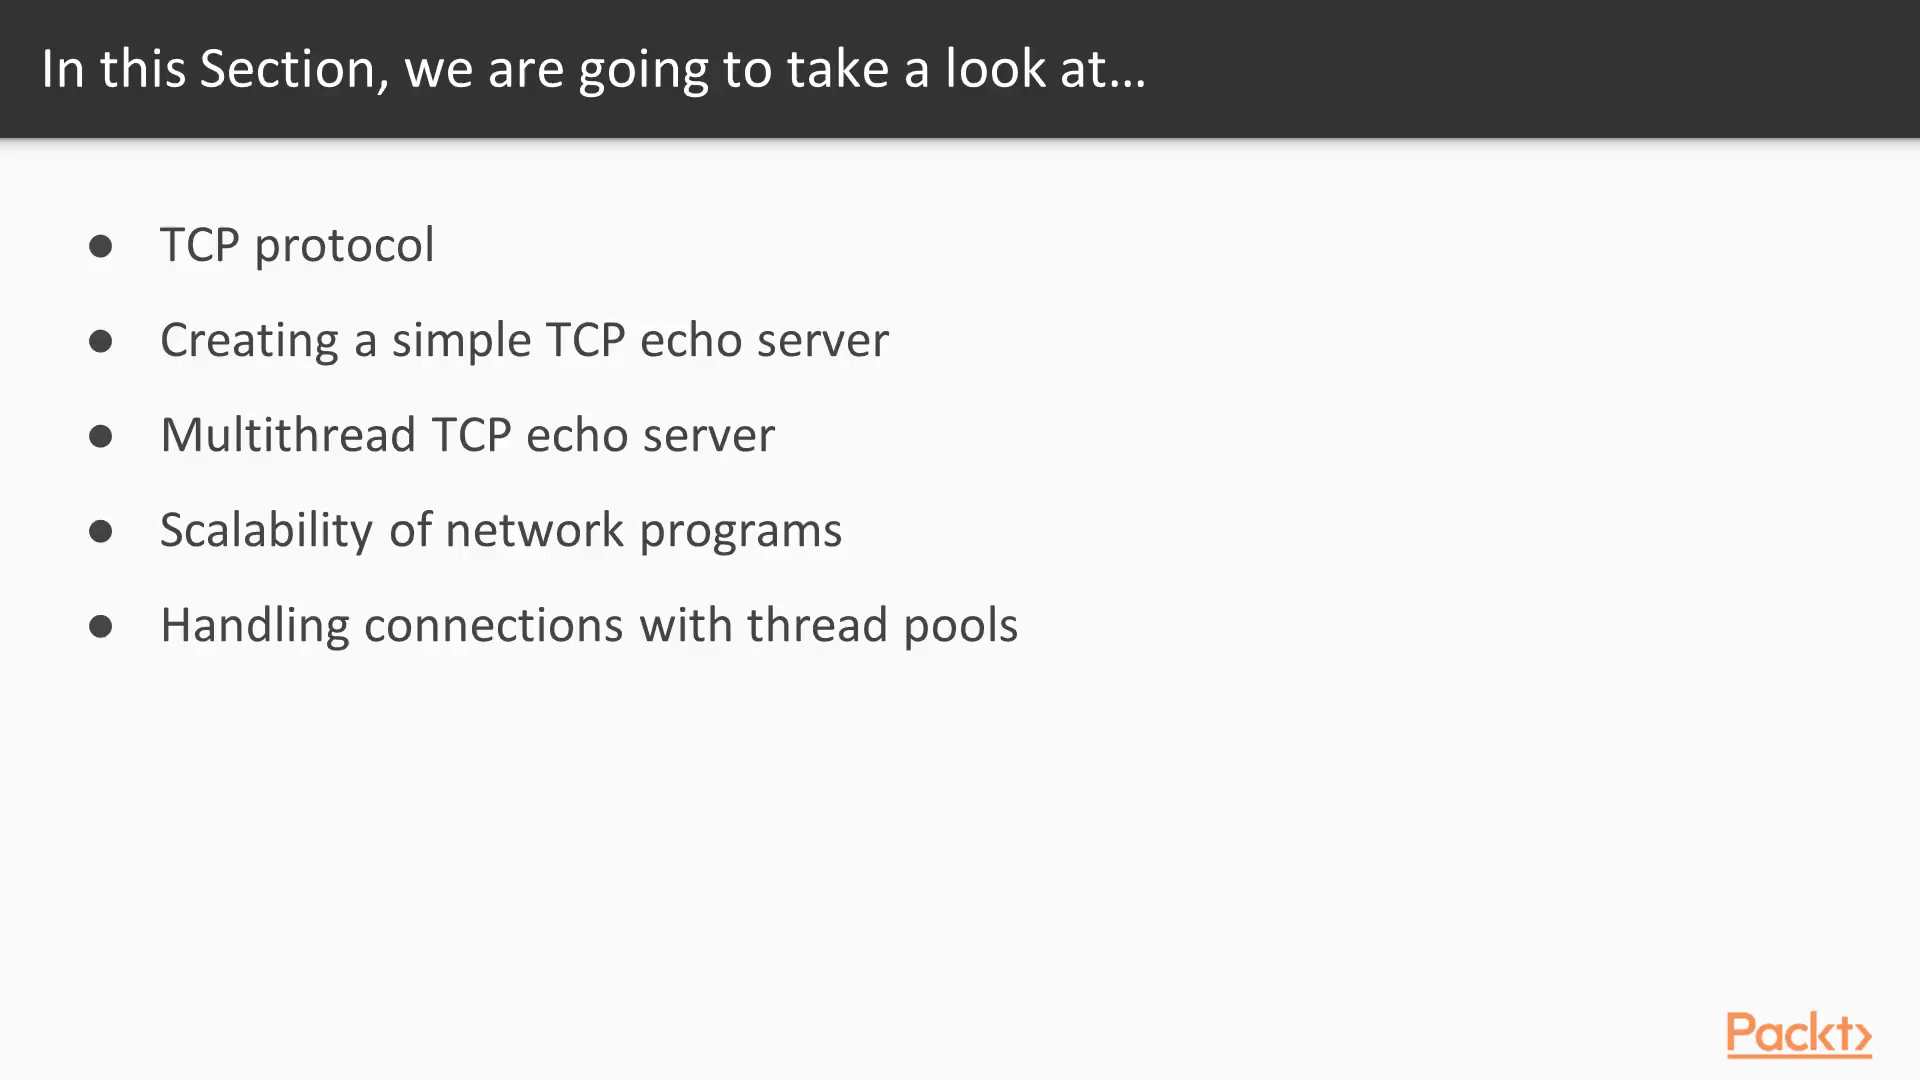 In this Section, we are going to take a look at...
● TCP protocol
● Creating a simple TCP echo server
● Multithread TCP echo server
● Scalability of network programs
● Handling connections with thread pools
Packt>